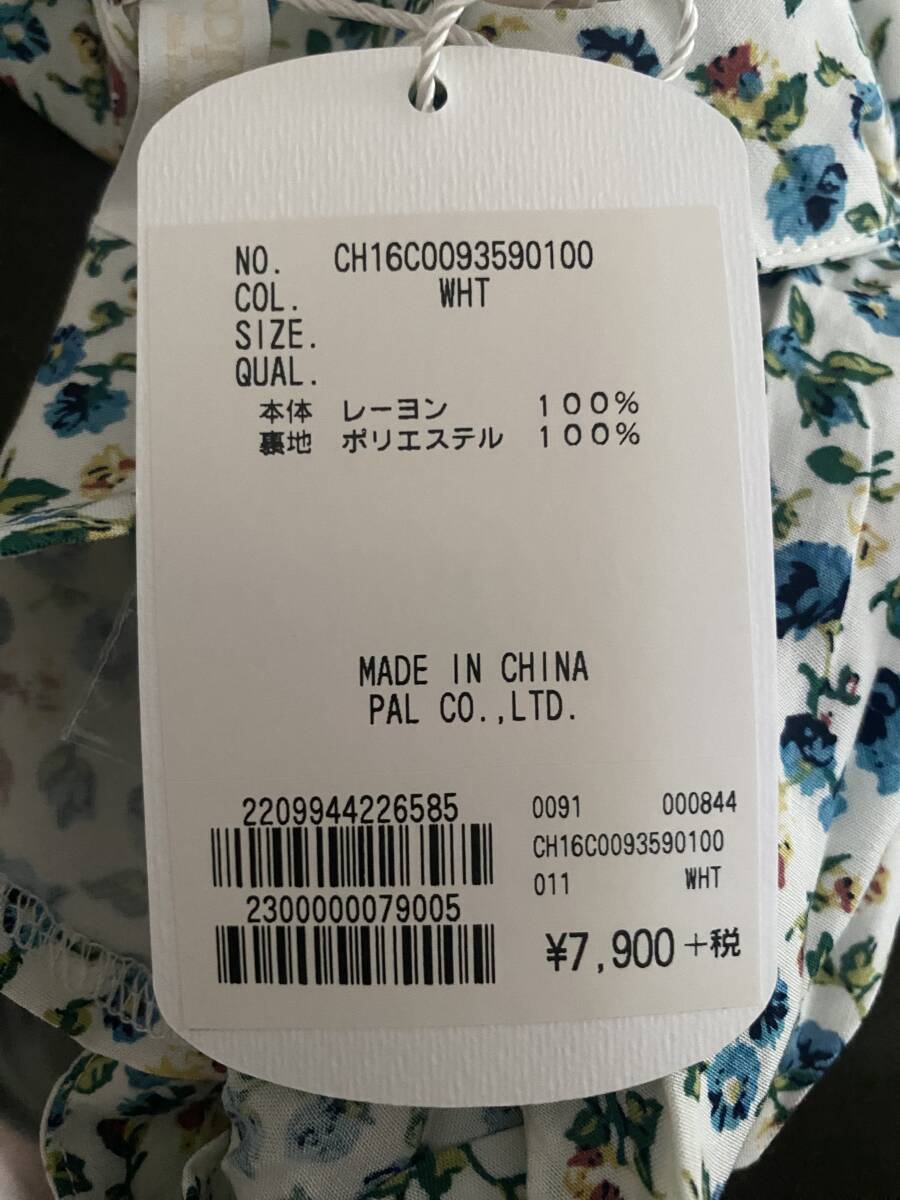 NO. CH16C0093590100
COL. WHT
SIZE.
QUAL.
本体 レーヨン 100%
裏地 ポリエステル 100%
MADE IN CHINA
PAL CO.,LTD.
2209944226585
0091 000844
CH16C0093590100
011 WHT
2300000079005
¥7,900+税